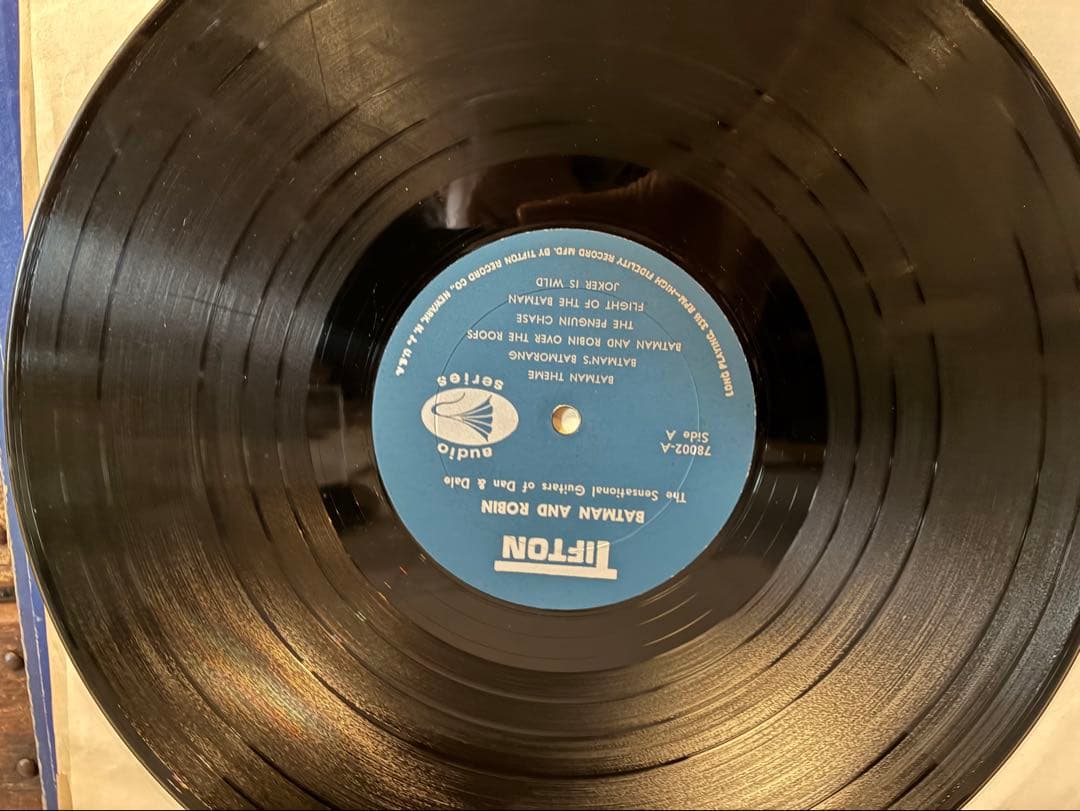 TIFTON
BATMAN AND ROBIN
The Sensational Guitars of Dan & Dale
audio
series
78002-A
Side A
BATMAN THEME
BATMAN'S BATMORANG
BATMAN AND ROBIN OVER THE ROOFS
THE PENGUIN CHASE
FLIGHT OF THE BATMAN
JOKER IS WILD
LONG PLAYING, 33⅓ RPM—HIGH FIDELITY RECORD MFD. BY TIFTON RECORD CO., NEWARK, N. J., U.S.A.